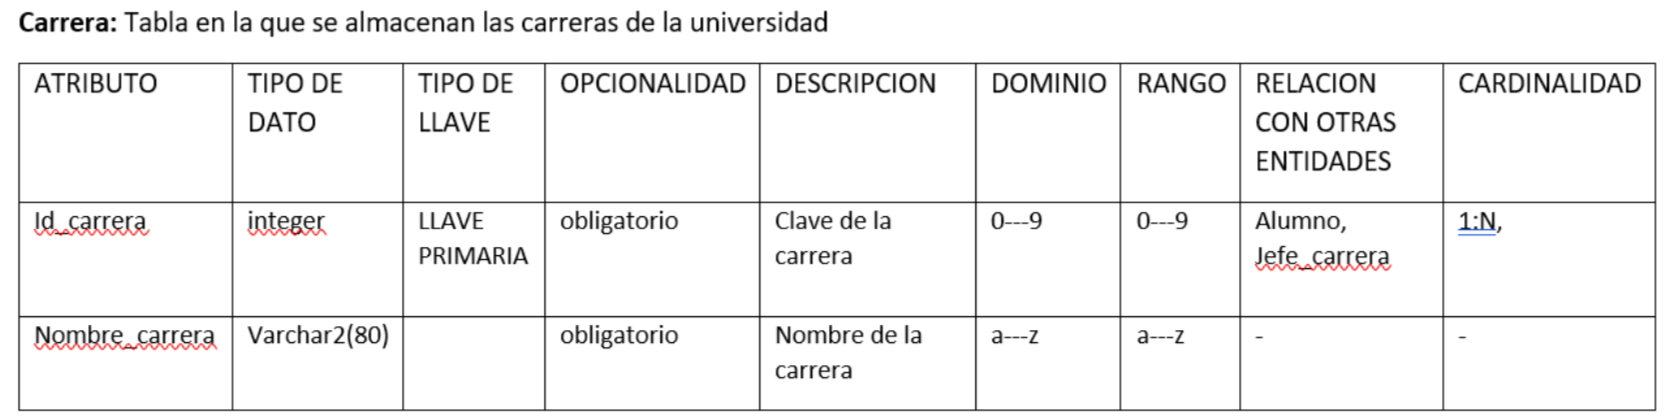 Carrera: Tabla en la que se almacenan las carreras de la universidad
ATRIBUTO
TIPO DE
DATO
TIPO DE
LLAVE
OPCIONALIDAD
DESCRIPCION
DOMINIO
RANGO
RELACION
CON OTRAS
ENTIDADES
CARDINALIDAD
Id_carrera
integer
LLAVE
PRIMARIA
obligatorio
Clave de la
carrera
0---9
0---9
Alumno,
Jefe_carrera
1:N,
Nombre_carrera
Varchar2(80)
obligatorio
Nombre de la
carrera
a---z
a---z
-
-